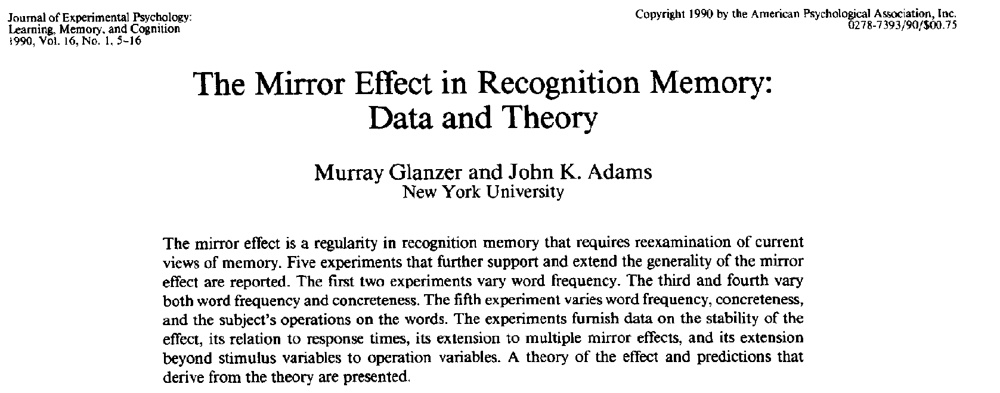 Journal of Experimental Psychology:
Learning, Memory, and Cognition
1990, Vol. 16, No. 1, 5-16
Copyright 1990 by the American Psychological Association, Inc.
0278-7393/90/$00.75
The Mirror Effect in Recognition Memory:
Data and Theory
Murray Glanzer and John K. Adams
New York University
The mirror effect is a regularity in recognition memory that requires reexamination of current
views of memory. Five experiments that further support and extend the generality of the mirror
effect are reported. The first two experiments vary word frequency. The third and fourth vary
both word frequency and concreteness. The fifth experiment varies word frequency, concreteness,
and the subject's operations on the words. The experiments furnish data on the stability of the
effect, its relation to response times, its extension to multiple mirror effects, and its extension
beyond stimulus variables to operation variables. A theory of the effect and predictions that
derive from the theory are presented.